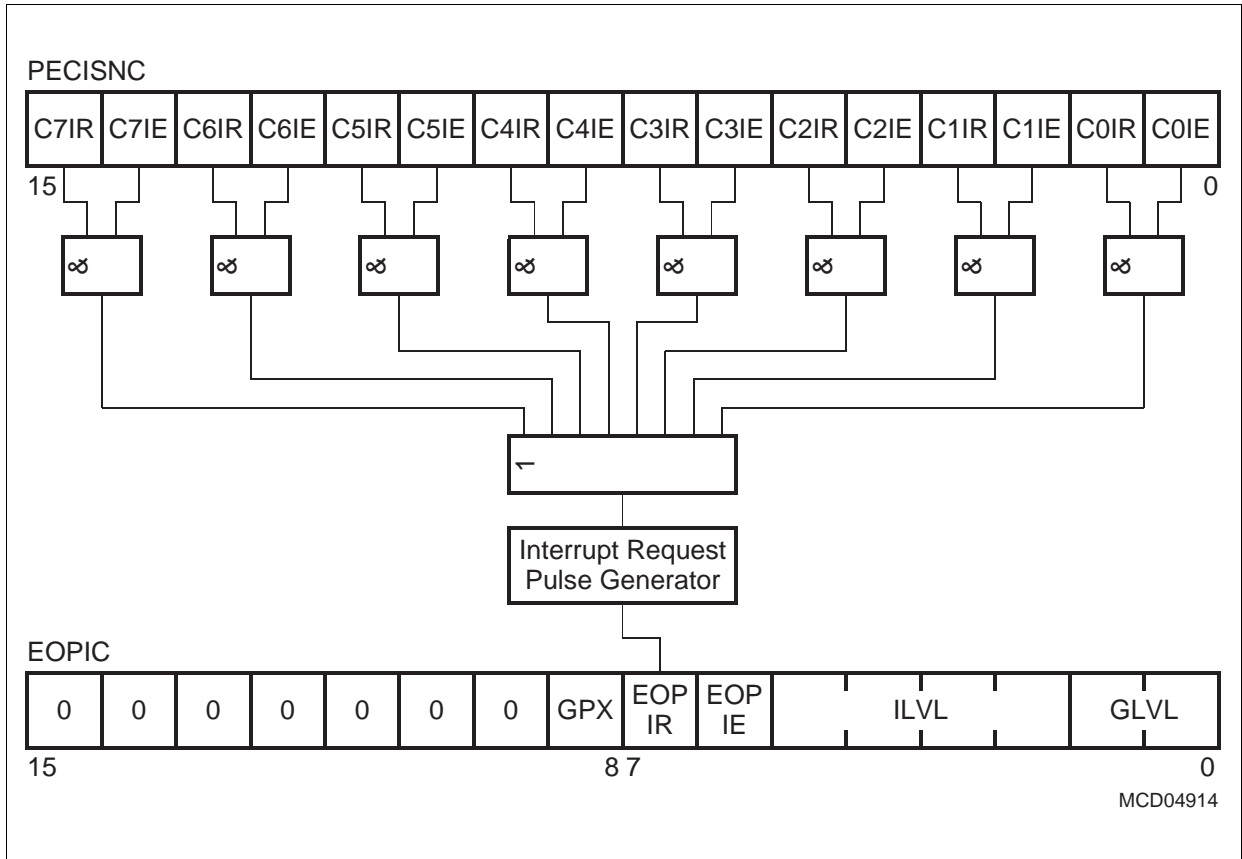 PECISNC
C7IR C7IE C6IR C6IE C5IR C5IE C4IR C4IE C3IR C3IE C2IR C2IE C1IR C1IE C0IR C0IE
15 0
& & & & & & & &
1
Interrupt Request
Pulse Generator
EOPIC
0 0 0 0 0 0 0 GPX EOP IR EOP IE ILVL GLVL
15 8 7 0
MCD04914